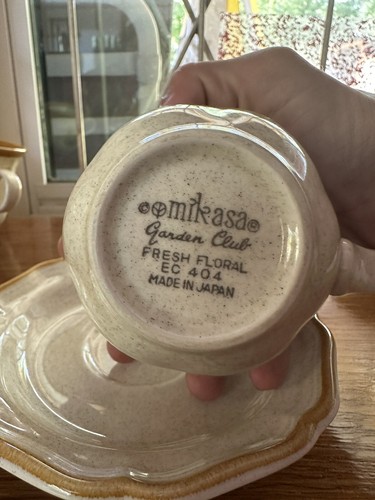 ©mikasa®
Garden Club
FRESH FLORAL
EC 404
MADE IN JAPAN